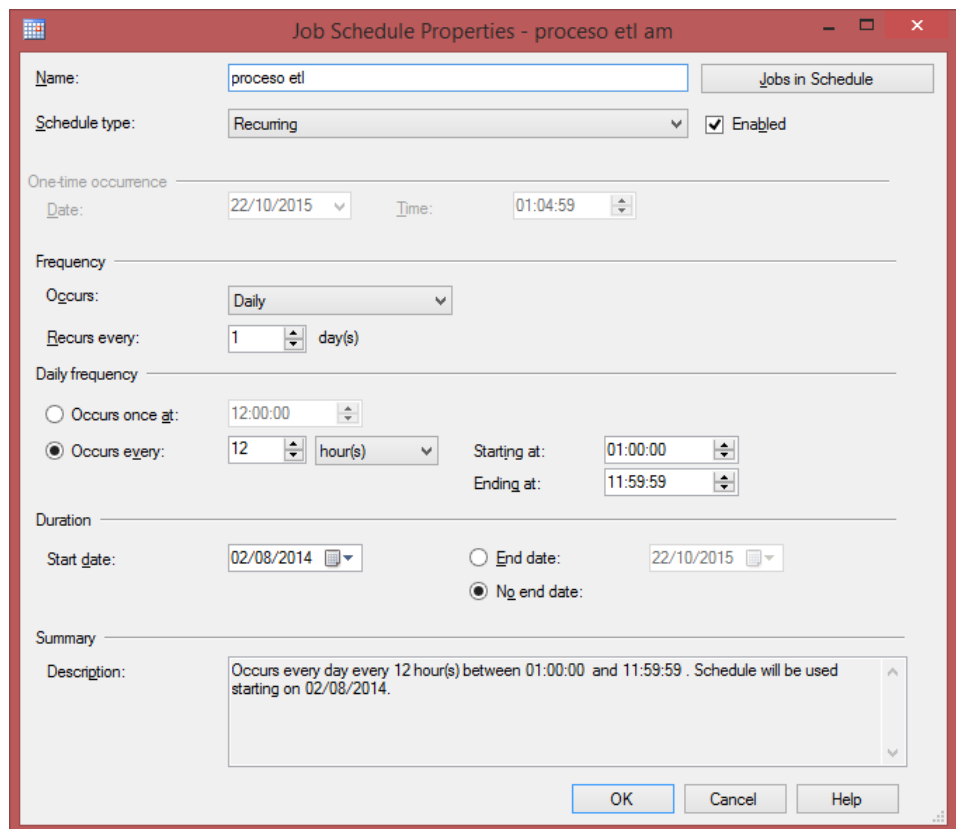 Job Schedule Properties - proceso etl am
Name: proceso etl Jobs in Schedule
Schedule type: Recurring Enabled
One-time occurrence
Date: 22/10/2015 Time: 01:04:59
Frequency
Occurs: Daily
Recurs every: 1 day(s)
Daily frequency
Occurs once at: 12:00:00
Occurs every: 12 hour(s) Starting at: 01:00:00
Ending at: 11:59:59
Duration
Start date: 02/08/2014 End date: 22/10/2015
No end date:
Summary
Description: Occurs every day every 12 hour(s) between 01:00:00 and 11:59:59 . Schedule will be used
starting on 02/08/2014.
OK Cancel Help